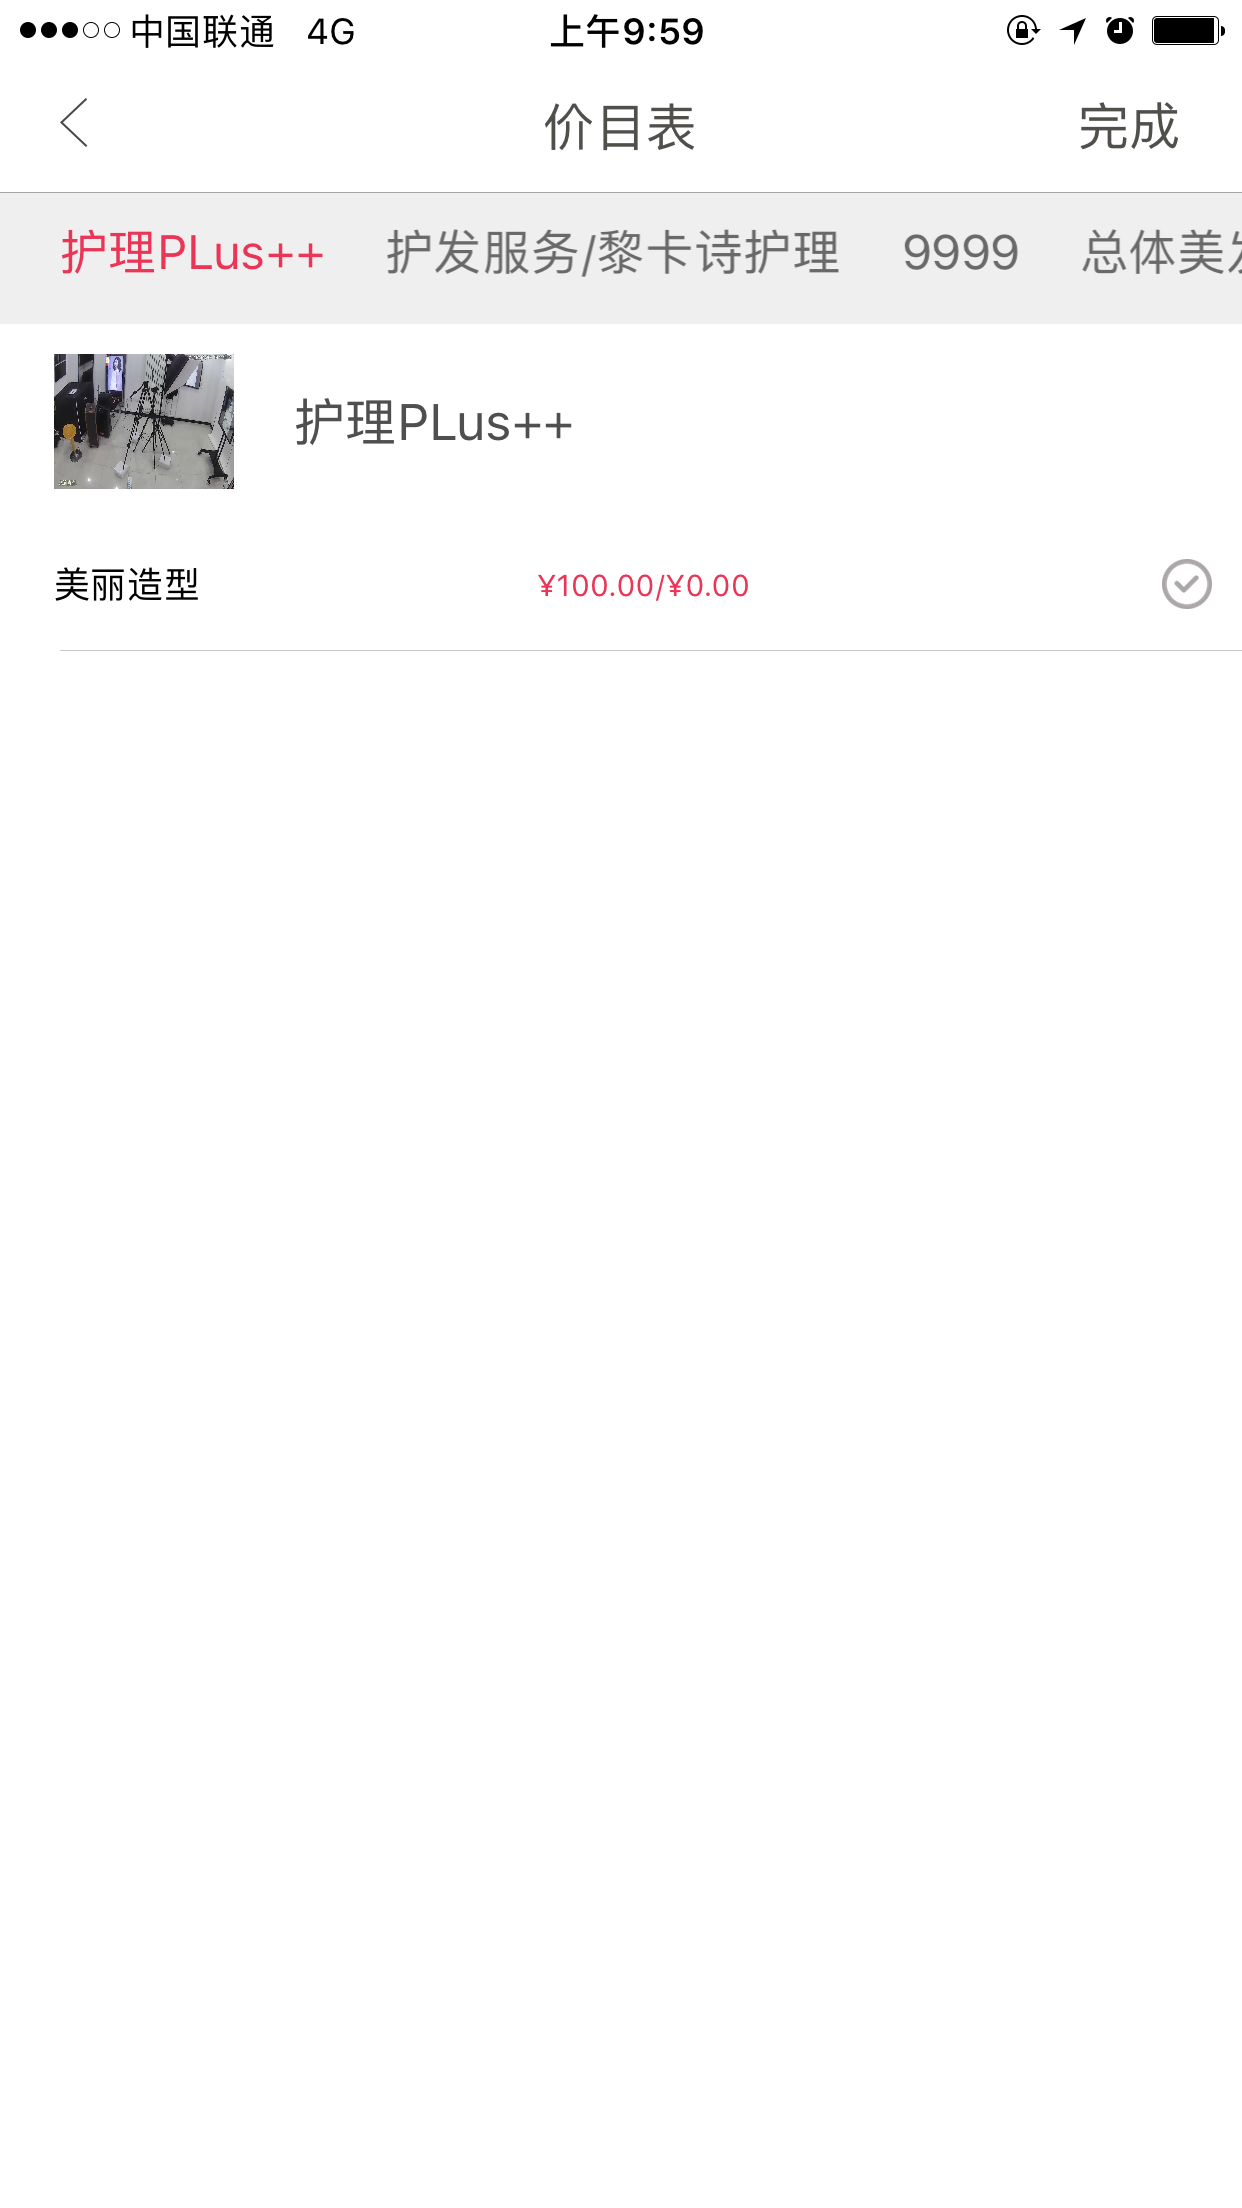 中国联通 4G 上午9:59
价目表 完成
护理PLus++ 护发服务/黎卡诗护理 9999 总体美发
护理PLus++
美丽造型 ¥100.00/¥0.00